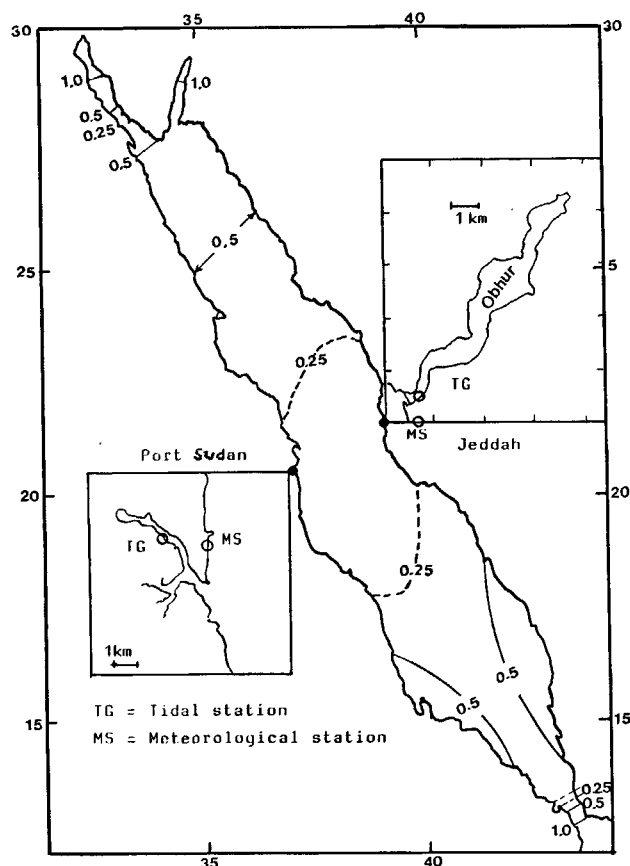 35 40
30 30
1,0 1,0
0.5
0.25
0.5
1 km
0,5
25 5
Obhur
0.25
TG
MS
Port Sudan Jeddah
20 20
TG MS
0.25
1km
0.5
0.5
TG = Tidal station
15 15
MS = Meteorological station
0.25
0.5
1.0
35 40